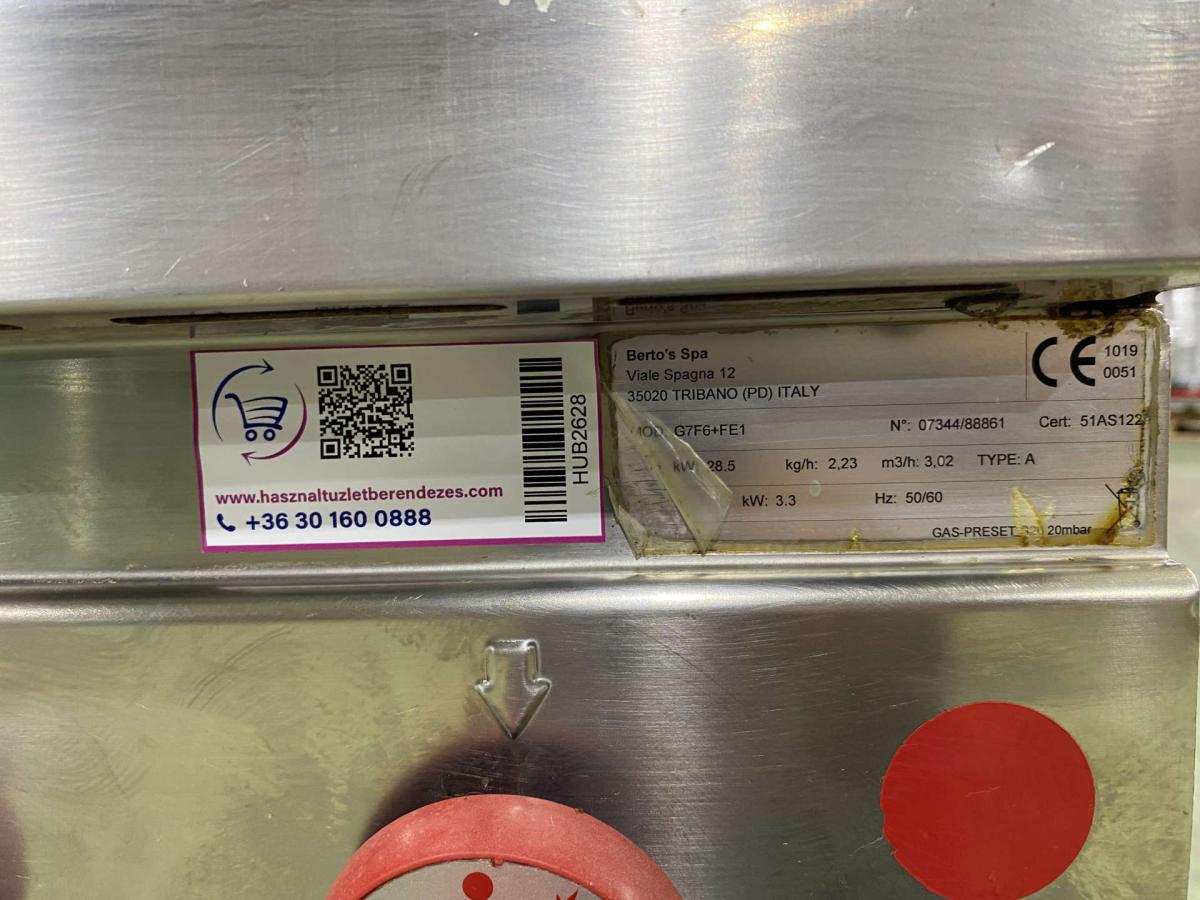 www.hasznaltuzletberendezes.com
+36 30 160 0888
HUB2628
Berto's Spa
Viale Spagna 12
35020 TRIBANO (PD) ITALY
CE 1019
0051
MOD. G7F6+FE1 N°: 07344/88861 Cert: 51AS122
kW 28.5 kg/h: 2,23 m3/h: 3,02 TYPE: A
kW: 3.3 Hz: 50/60
GAS-PRESET 20mbar